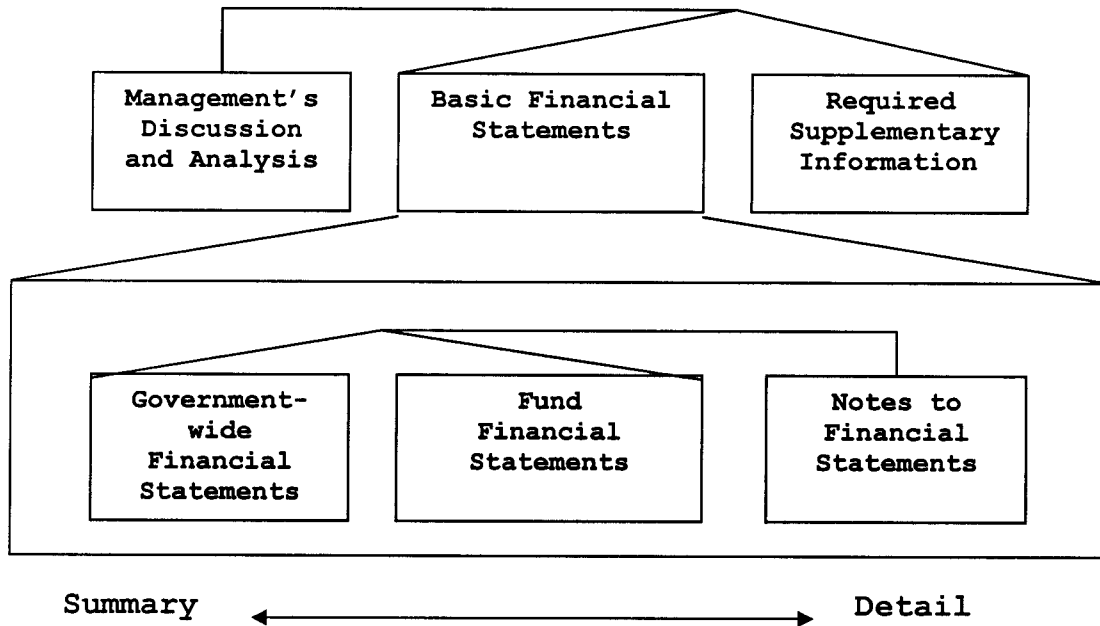 Management's
Discussion
and Analysis
Basic Financial
Statements
Required
Supplementary
Information
Government-
wide
Financial
Statements
Fund
Financial
Statements
Notes to
Financial
Statements
Summary
Detail